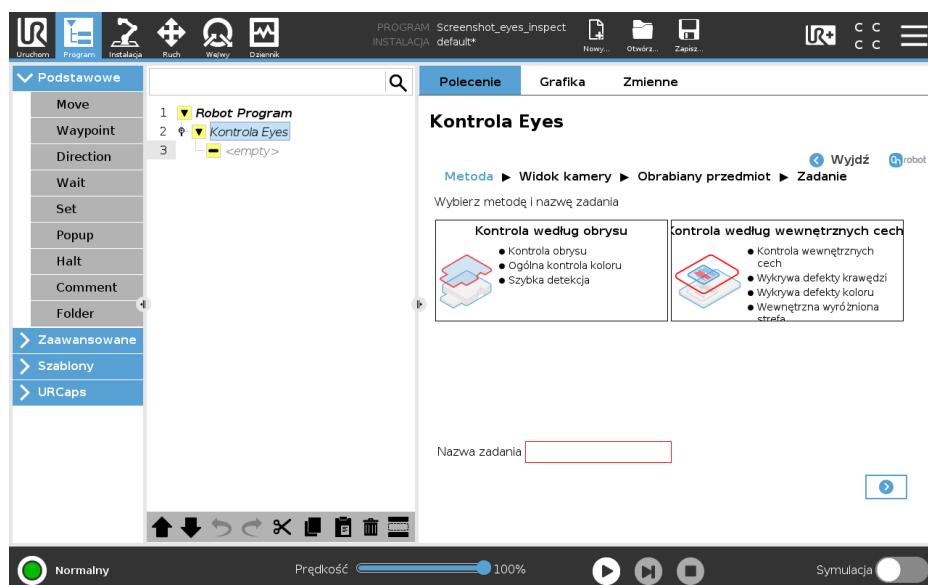 PROGRAM Screenshot_eyes_inspect
INSTALACJA default*
Uruchom Program Instalacja Ruch We/wy Dziennik Nowy... Otwórz... Zapisz...
UR UR+ C C
C C
Podstawowe
Move
Waypoint
Direction
Wait
Set
Popup
Halt
Comment
Folder
Zaawansowane
Szablony
URCaps
1 Robot Program
2 Kontrola Eyes
3 <empty>
Polecenie Grafika Zmienne
Kontrola Eyes
Wyjdź Onrobot
Metoda ▶ Widok kamery ▶ Obrabiany przedmiot ▶ Zadanie
Wybierz metodę i nazwę zadania
Kontrola według obrysu
● Kontrola obrysu
● Ogólna kontrola koloru
● Szybka detekcja
Kontrola według wewnętrznych cech
● Kontrola wewnętrznych
cech
● Wykrywa defekty krawędzi
● Wykrywa defekty koloru
● Wewnętrzna wyróżniona
strefa
Nazwa zadania
Normalny Prędkość 100% Symulacja